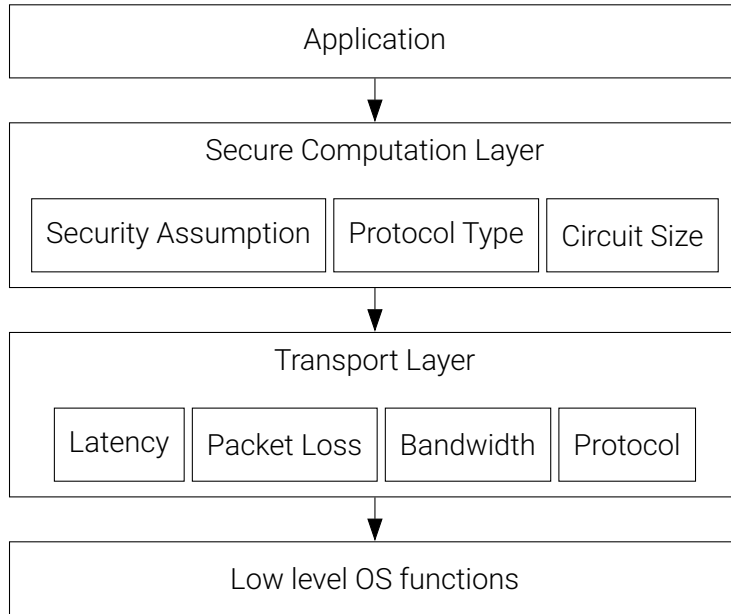 Application
Secure Computation Layer
Security Assumption
Protocol Type
Circuit Size
Transport Layer
Latency
Packet Loss
Bandwidth
Protocol
Low level OS functions